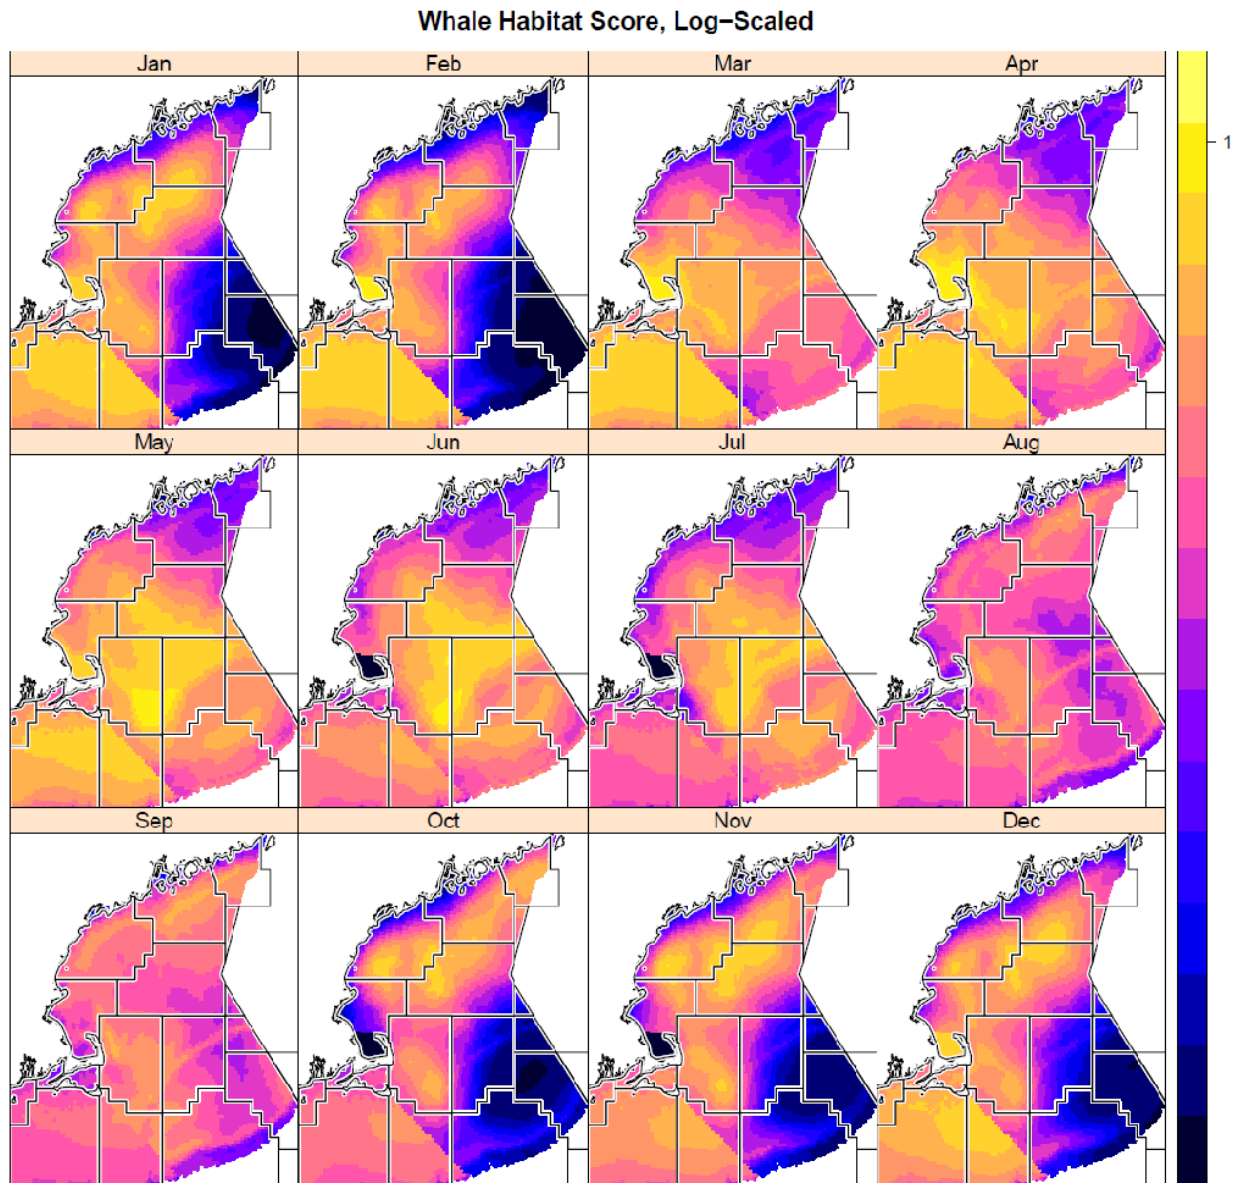 Whale Habitat Score, Log−Scaled
Jan
Feb
Mar
Apr
1
May
Jun
Jul
Aug
Sep
Oct
Nov
Dec